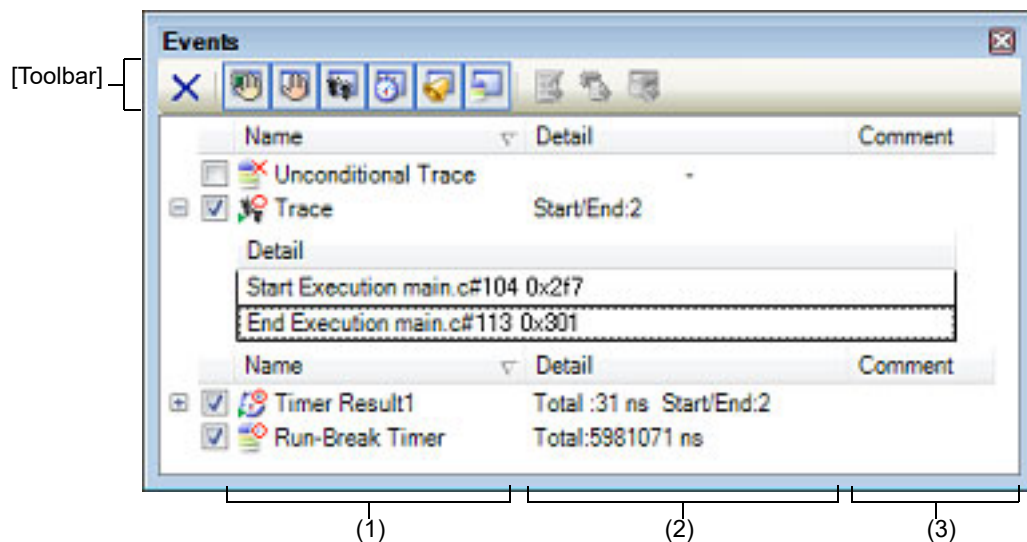 Events
[Toolbar]
Name Detail Comment
Unconditional Trace -
Trace Start/End:2
Detail
Start Execution main.c#104 0x2f7
End Execution main.c#113 0x301
Name Detail Comment
Timer Result1 Total :31 ns Start/End:2
Run-Break Timer Total:5981071 ns
(1) (2) (3)